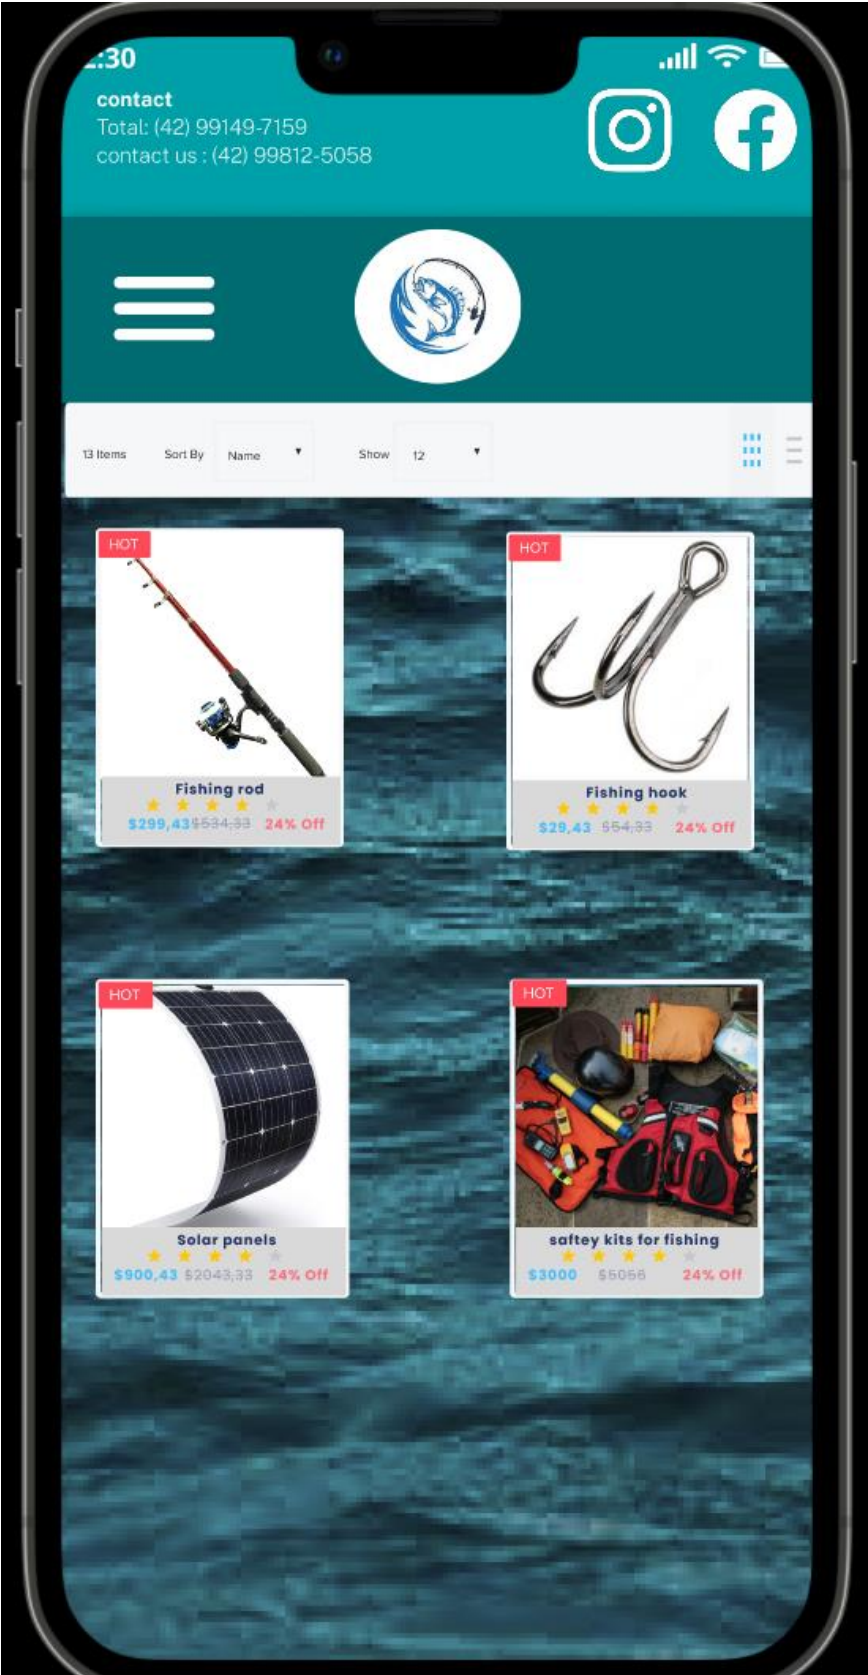 :30
contact
Total: (42) 99149-7159
contact us : (42) 99812-5058
13 Items Sort By Name Show 12
HOT
Fishing rod
$299,43 $534,33 24% Off
HOT
Fishing hook
$29,43 $54,33 24% Off
HOT
Solar panels
$900,43 $2043,33 24% Off
HOT
saftey kits for fishing
$3000 $5056 24% Off